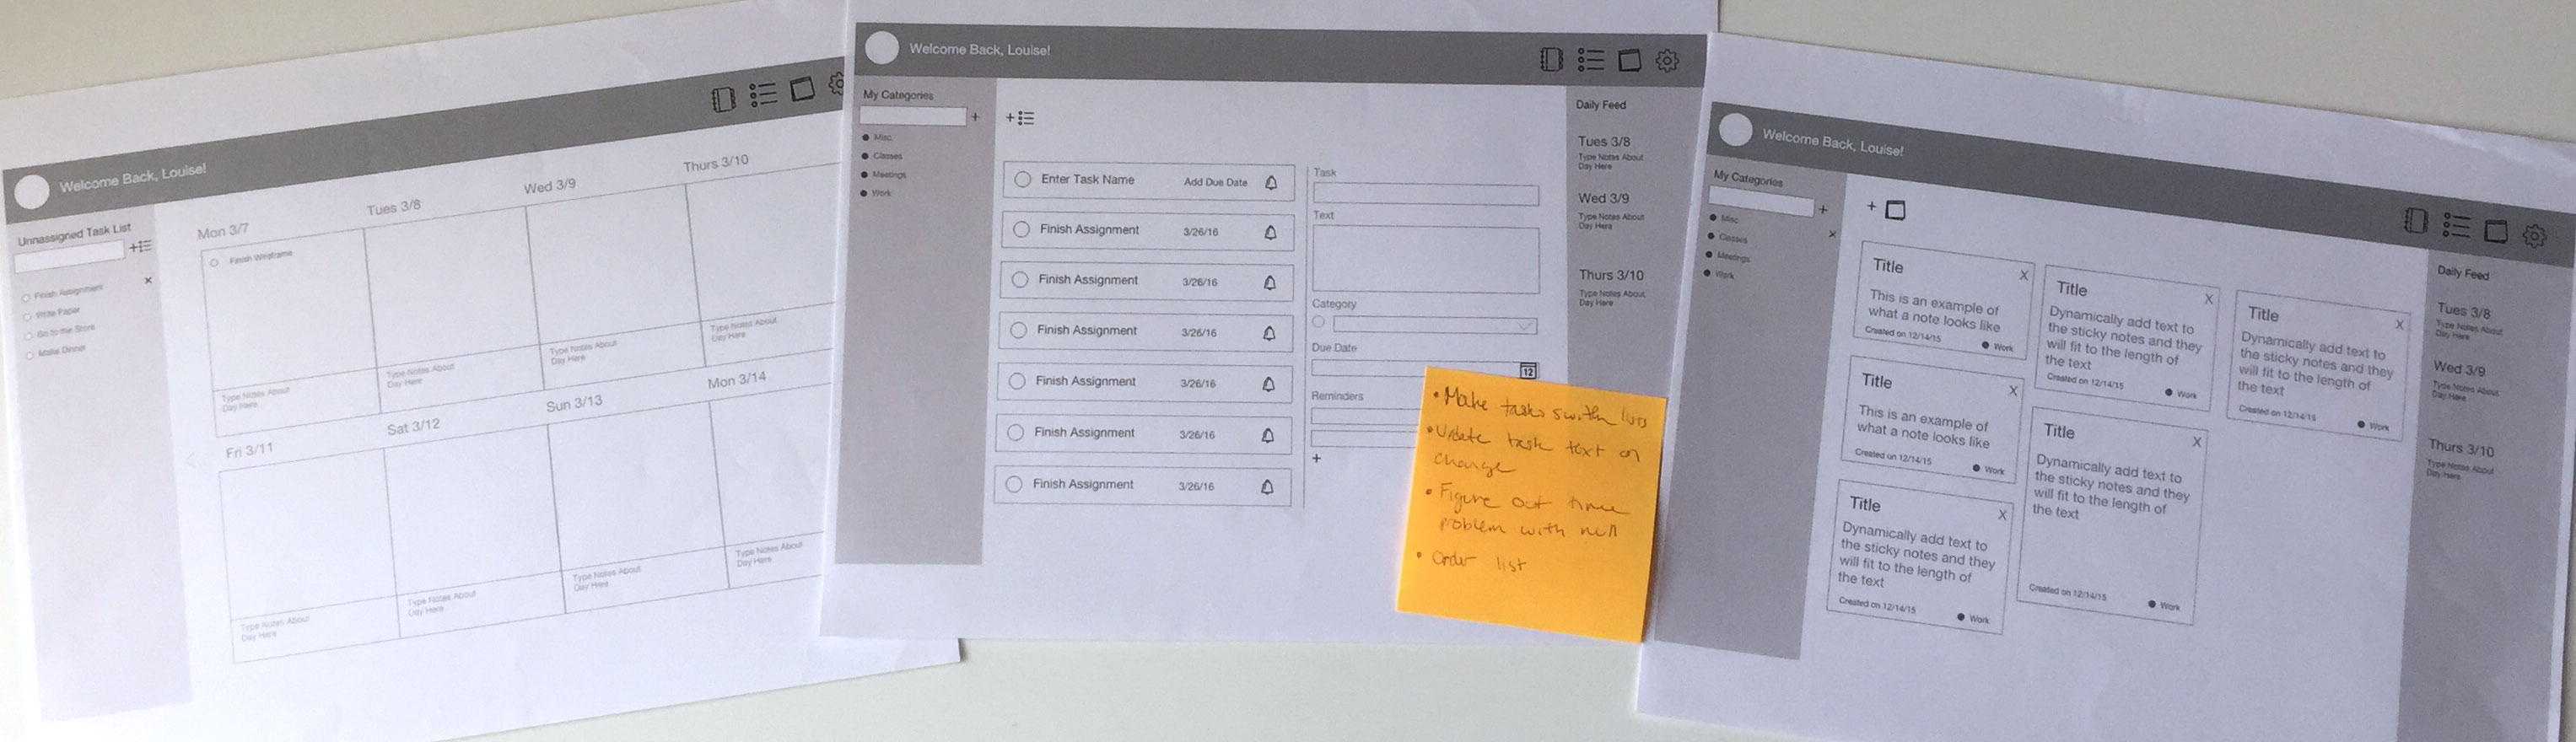 Welcome Back, Louise!
Unnassigned Task List
Finish Assignment
Write Paper
Go to the Store
Make Dinner
Mon 3/7
Tues 3/8
Wed 3/9
Thurs 3/10
Finish Wireframe
Type Notes About
Day Here
Type Notes About
Day Here
Type Notes About
Day Here
Type Notes About
Day Here
Fri 3/11
Sat 3/12
Sun 3/13
Mon 3/14
Type Notes About
Day Here
Type Notes About
Day Here
Type Notes About
Day Here
Type Notes About
Day Here
Welcome Back, Louise!
My Categories
Misc.
Classes
Meetings
Work
Enter Task Name Add Due Date
Finish Assignment 3/26/16
Finish Assignment 3/26/16
Finish Assignment 3/26/16
Finish Assignment 3/26/16
Finish Assignment 3/26/16
Finish Assignment 3/26/16
Task
Text
Category
Due Date
12
Reminders
Daily Feed
Tues 3/8
Type Notes About
Day Here
Wed 3/9
Type Notes About
Day Here
Thurs 3/10
Type Notes About
Day Here
• Make tasks switch lists
• Update task text on
change
• Figure out time
problem with null
• order list
Welcome Back, Louise!
My Categories
Misc.
Classes
Meetings
Work
Title X
This is an example of
what a note looks like
Created on 12/14/15 Work
Title X
This is an example of
what a note looks like
Created on 12/14/15 Work
Title X
Dynamically add text to
the sticky notes and they
will fit to the length of
the text
Created on 12/14/15 Work
Title X
Dynamically add text to
the sticky notes and they
will fit to the length of
the text
Created on 12/14/15 Work
Title X
Dynamically add text to
the sticky notes and they
will fit to the length of
the text
Created on 12/14/15 Work
Title X
Dynamically add text to
the sticky notes and they
will fit to the length of
the text
Created on 12/14/15 Work
Daily Feed
Tues 3/8
Type Notes About
Day Here
Wed 3/9
Type Notes About
Day Here
Thurs 3/10
Type Notes About
Day Here